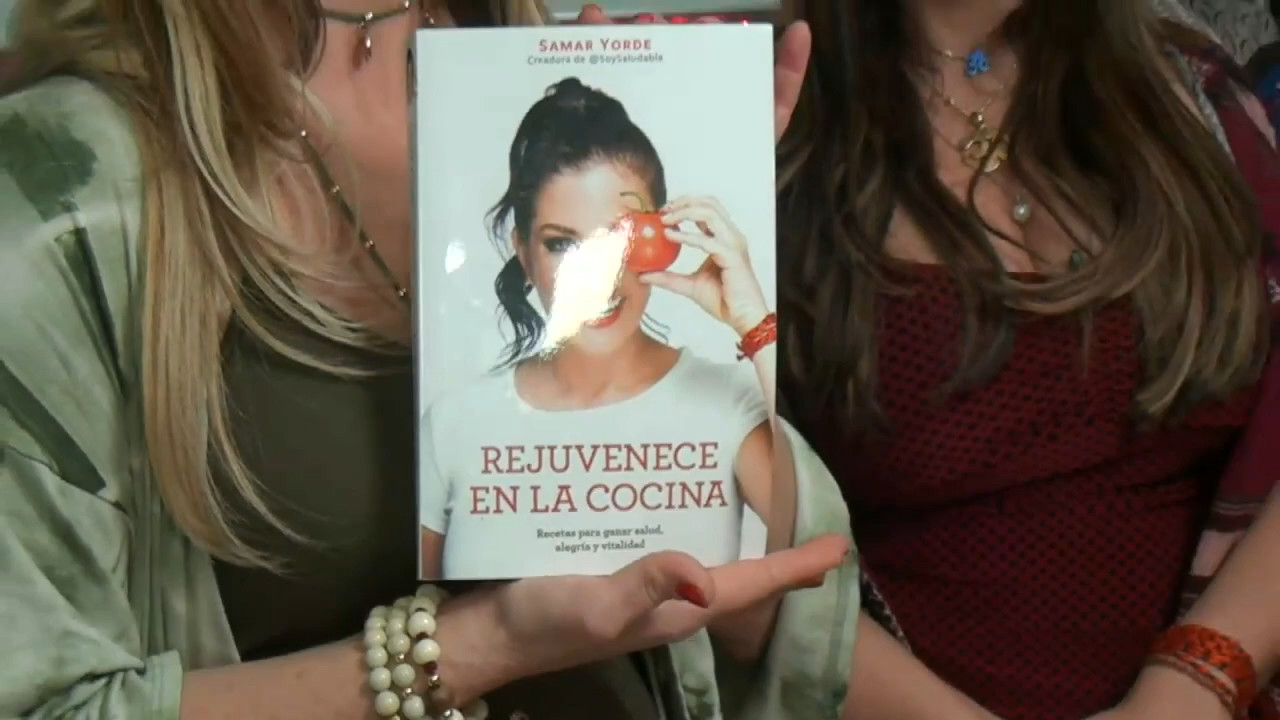 SAMAR YORDE
Creadora de @SoySaludable
REJUVENECE
EN LA COCINA
Recetas para ganar salud,
alegría y vitalidad